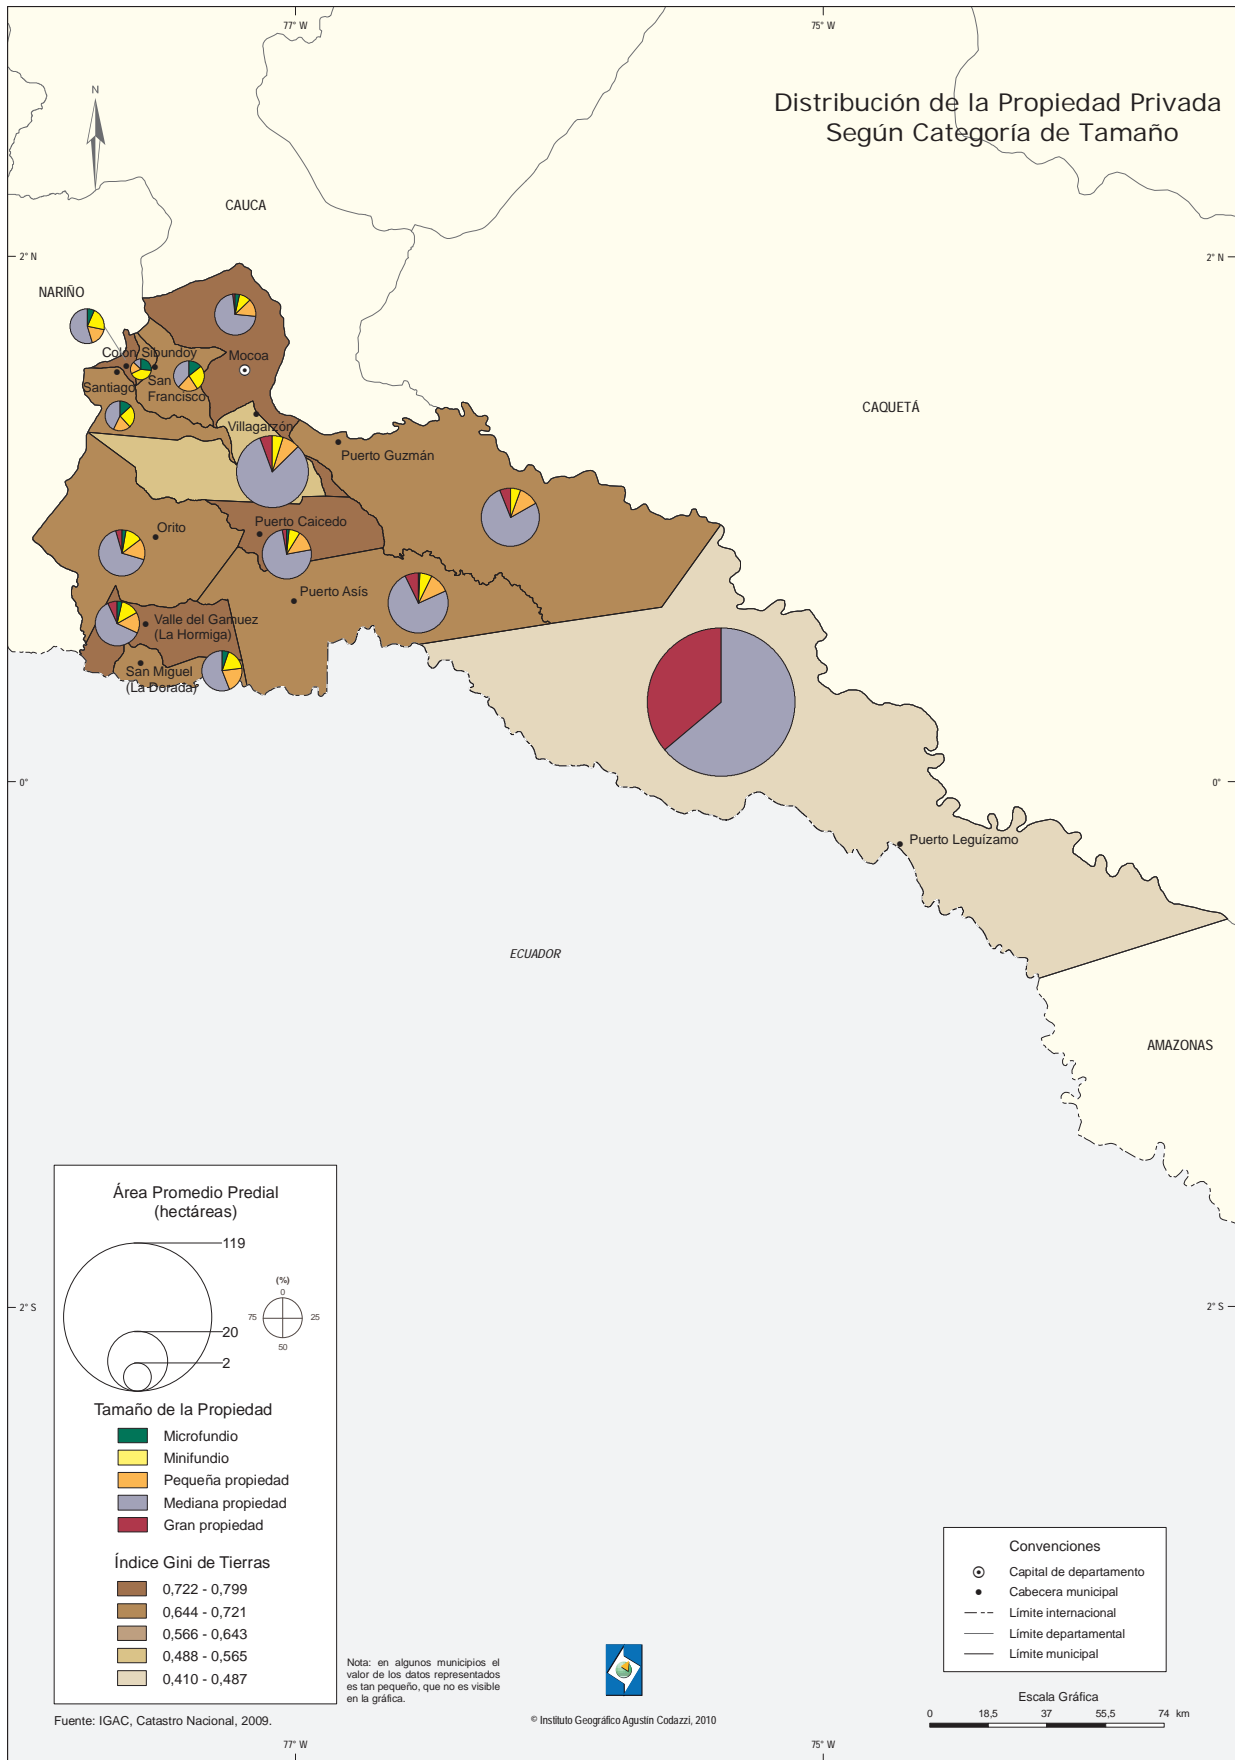 77° W
75° W
Distribución de la Propiedad Privada
Según Categoría de Tamaño
N
CAUCA
2° N
2° N
NARIÑO
Colón
Sibundoy
Mocoa
Santiago
San
Francisco
CAQUETÁ
Villagarzón
Puerto Guzmán
Orito
Puerto Caicedo
Puerto Asís
Valle del Gamuez
(La Hormiga)
San Miguel
(La Dorada)
0°
0°
Puerto Leguízamo
ECUADOR
AMAZONAS
Área Promedio Predial
(hectáreas)
119
20
2
(%)
0
75
25
50
2° S
2° S
Tamaño de la Propiedad
Microfundio
Minifundio
Pequeña propiedad
Mediana propiedad
Gran propiedad
Índice Gini de Tierras
0,722 - 0,799
0,644 - 0,721
0,566 - 0,643
0,488 - 0,565
0,410 - 0,487
Nota: en algunos municipios el
valor de los datos representados
es tan pequeño, que no es visible
en la gráfica.
Convenciones
Capital de departamento
Cabecera municipal
Límite internacional
Límite departamental
Límite municipal
Fuente: IGAC, Catastro Nacional, 2009.
© Instituto Geográfico Agustín Codazzi, 2010
Escala Gráfica
0 18,5 37 55,5 74 km
77° W
75° W